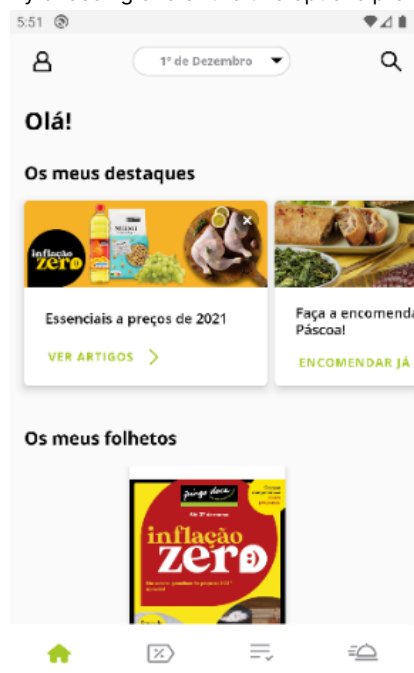 5:51
1º de Dezembro
Olá!
Os meus destaques
inflação
zero
Essenciais a preços de 2021
VER ARTIGOS
Faça a encomenda
Páscoa!
ENCOMENDAR JÁ
Os meus folhetos
pingo doce
inflação
zero